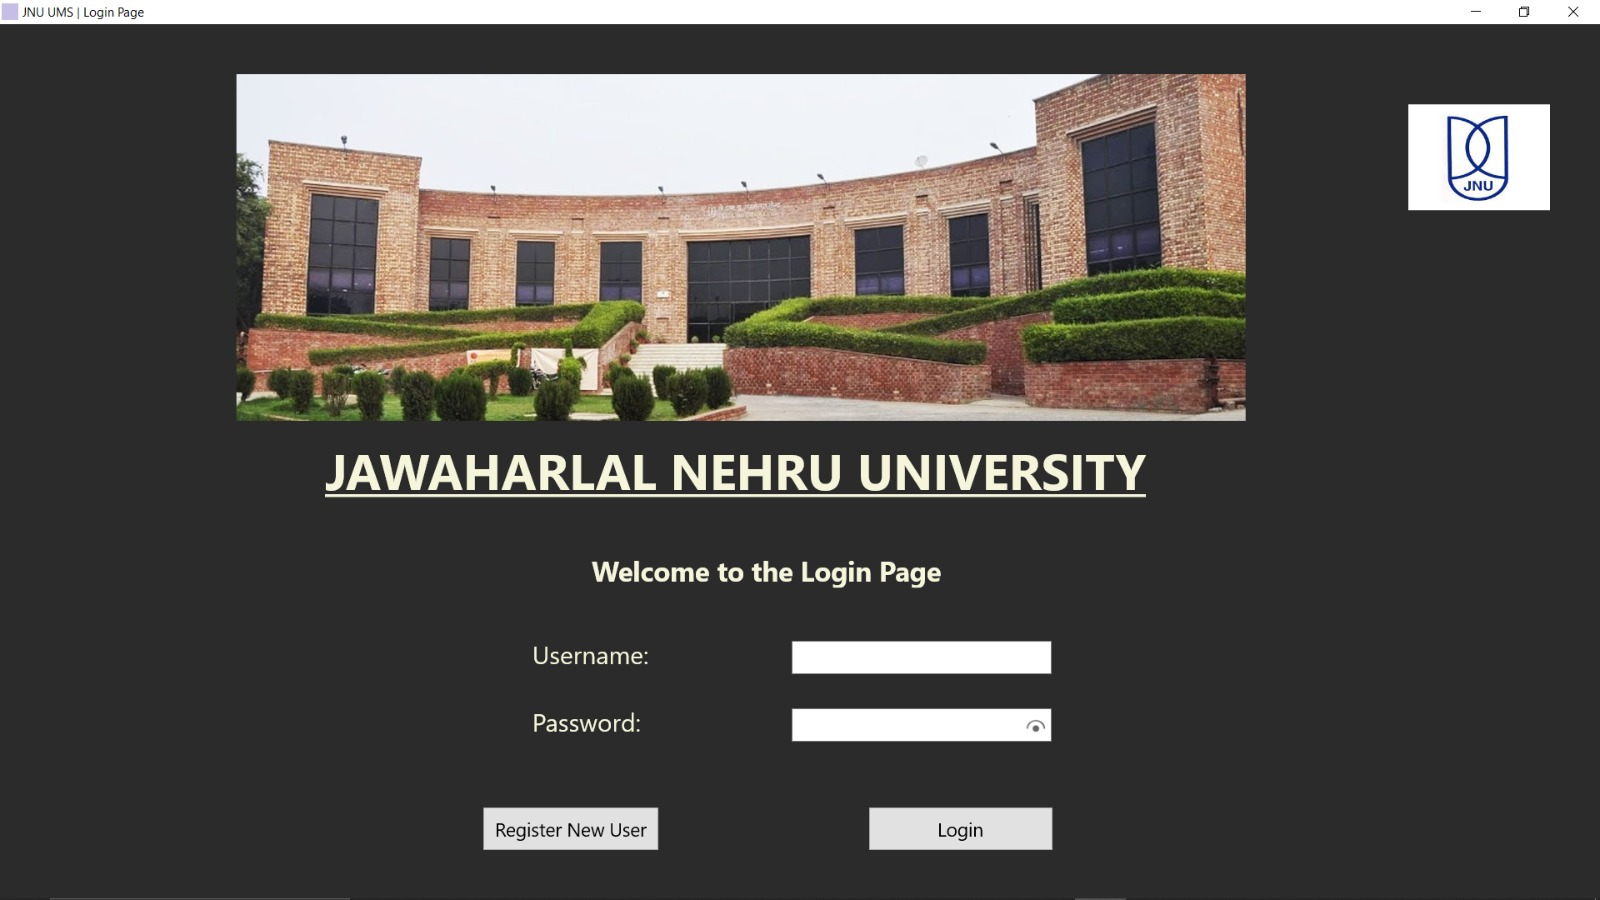 JNU UMS | Login Page
JNU
JAWAHARLAL NEHRU UNIVERSITY
Welcome to the Login Page
Username:
Password:
Register New User
Login